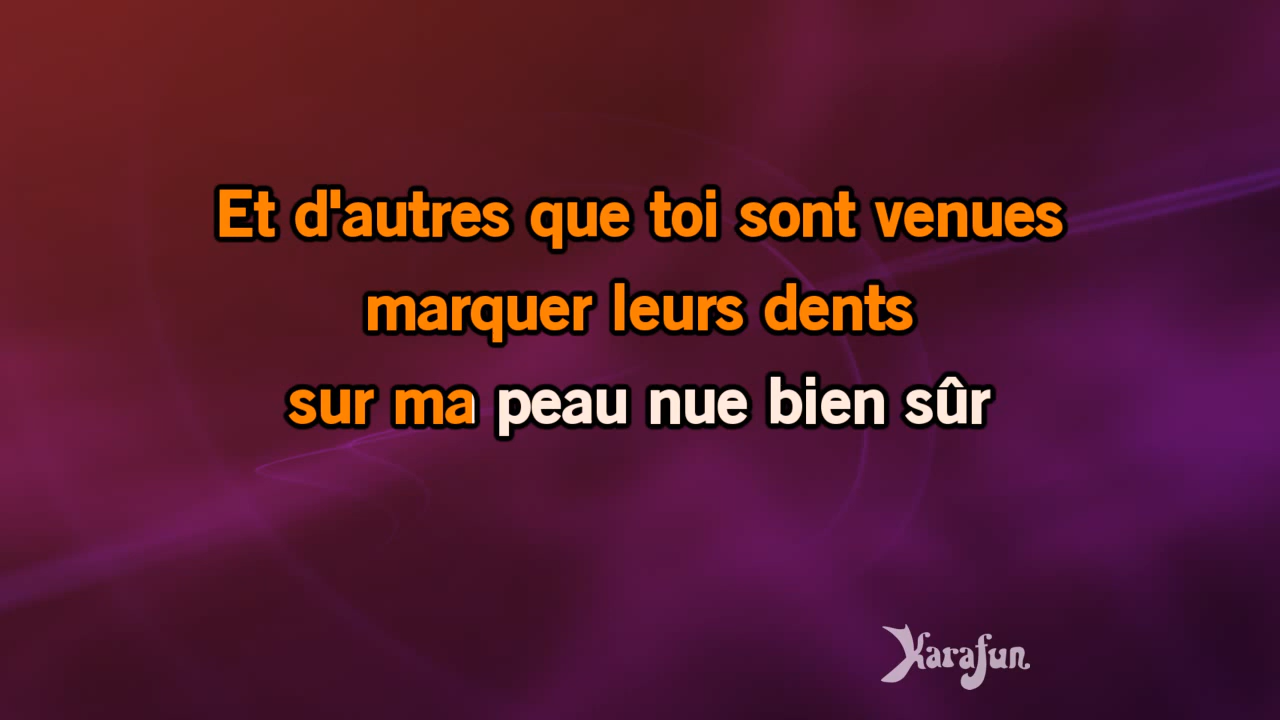 Et d'autres que toi sont venues
marquer leurs dents
sur ma peau nue bien sûr
Karafun